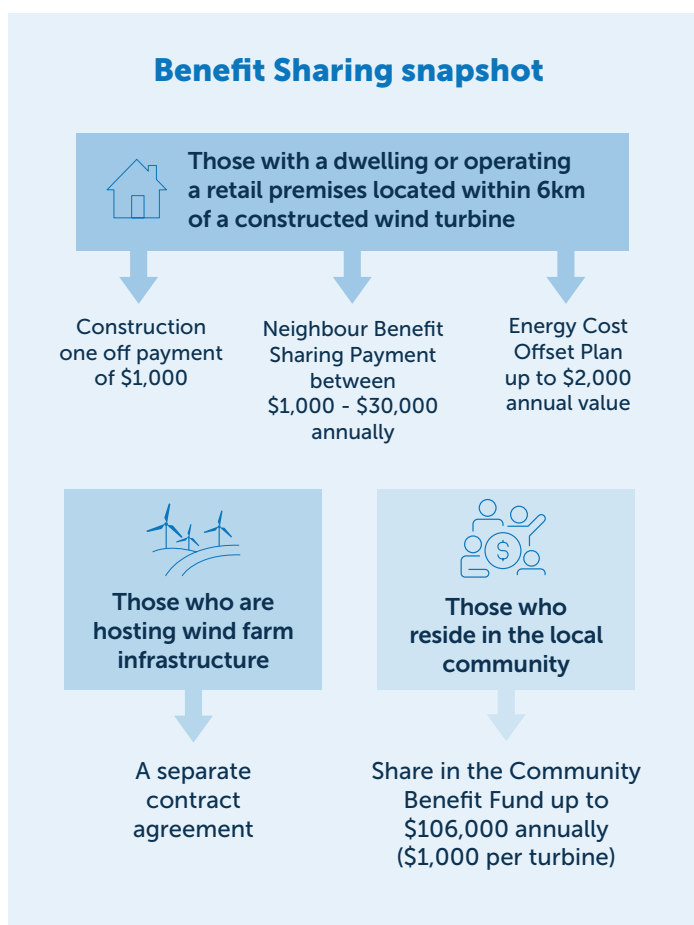 Benefit Sharing snapshot
Those with a dwelling or operating
a retail premises located within 6km
of a constructed wind turbine
Construction
one off payment
of $1,000
Neighbour Benefit
Sharing Payment
between
$1,000 - $30,000
annually
Energy Cost
Offset Plan
up to $2,000
annual value
Those who are
hosting wind farm
infrastructure
A separate
contract
agreement
$
Those who
reside in the local
community
Share in the Community
Benefit Fund up to
$106,000 annually
($1,000 per turbine)